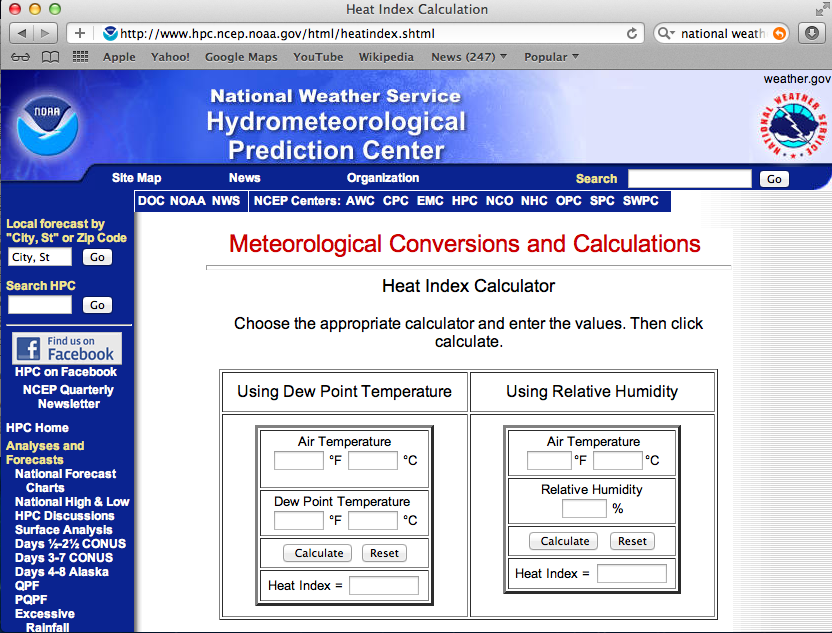 Heat Index Calculation
http://www.hpc.ncep.noaa.gov/html/heatindex.shtml
national weath
Apple Yahoo! Google Maps YouTube Wikipedia News (247) Popular
weather.gov
NOAA
National Weather Service
Hydrometeorological
Prediction Center
NATIONAL WEATHER SERVICE
Site Map News Organization Search Go
DOC NOAA NWS NCEP Centers: AWC CPC EMC HPC NCO NHC OPC SPC SWPC
Local forecast by
"City, St" or Zip Code
City, St Go
Search HPC
Go
Find us on
Facebook
HPC on Facebook
NCEP Quarterly
Newsletter
HPC Home
Analyses and
Forecasts
National Forecast
Charts
National High & Low
HPC Discussions
Surface Analysis
Days ½-2½ CONUS
Days 3-7 CONUS
Days 4-8 Alaska
QPF
PQPF
Excessive
Rainfall
Meteorological Conversions and Calculations
Heat Index Calculator
Choose the appropriate calculator and enter the values. Then click
calculate.
Using Dew Point Temperature
Air Temperature
°F °C
Dew Point Temperature
°F °C
Calculate Reset
Heat Index =
Using Relative Humidity
Air Temperature
°F °C
Relative Humidity
%
Calculate Reset
Heat Index =